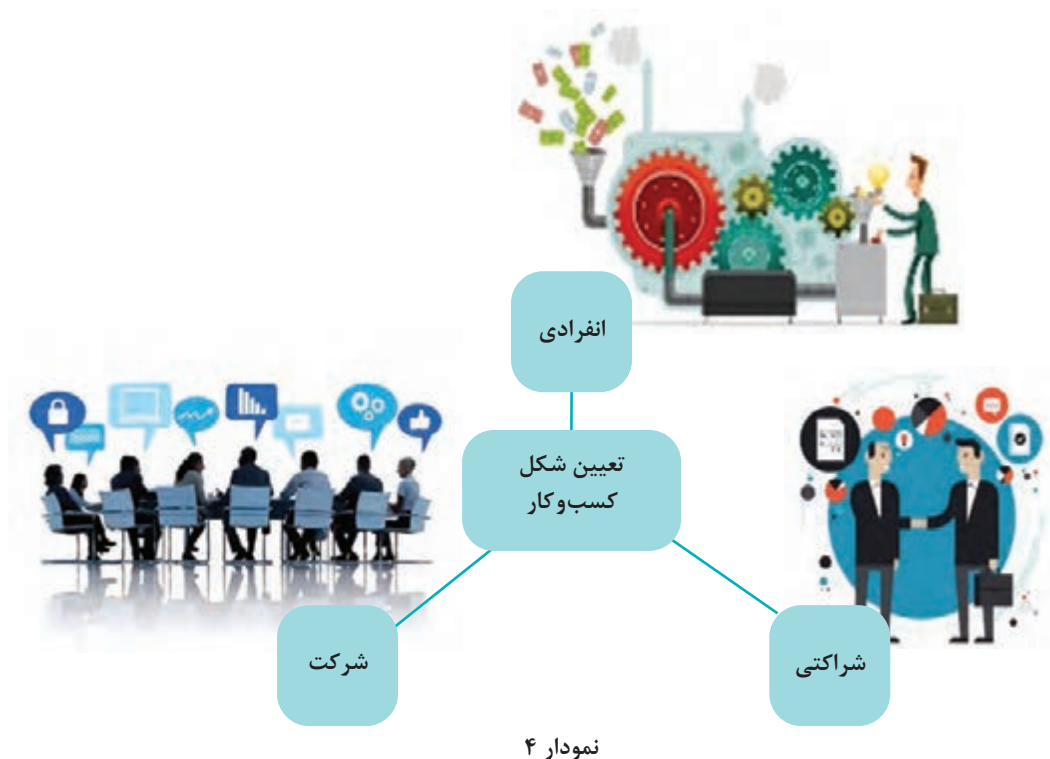 انفرادی
تعیین شکل
کسب‌وکار
شراکتی
شرکت
نمودار ۴